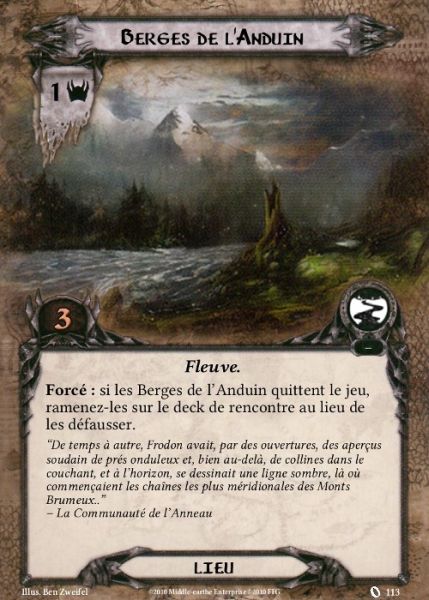 Berges de l'Anduin
1
3
–
Fleuve.
Forcé : si les Berges de l'Anduin quittent le jeu,
ramenez-les sur le deck de rencontre au lieu de
les défausser.
“De temps à autre, Frodon avait, par des ouvertures, des aperçus
soudain de prés onduleux et, bien au-delà, de collines dans le
couchant, et à l'horizon, se dessinait une ligne sombre, là où
commençaient les chaînes les plus méridionales des Monts
Brumeux..”
– La Communauté de l'Anneau
LIEU
Illus. Ben Zweifel
©2010 Middle-earthe Enterprise ©2010 FFG
113